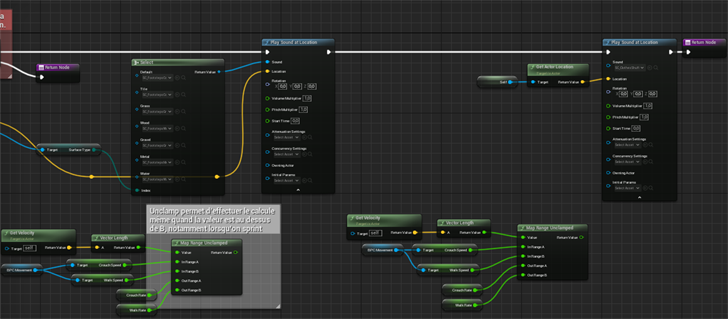 a
n.
Play Sound at Location
Play Sound at Location
Return Node
Return Node
Select
Default
Return Value
Sound
Location
Rotation
X 0,0 Y 0,0 Z 0,0
Volume Multiplier 1,0
Pitch Multiplier 1,0
Start Time 0,0
Attenuation Settings
Select Asset
Concurrency Settings
Select Asset
Owning Actor
Initial Params
Grass
Wood
Gravel
Metal
Water
Index
Target Surface Type
Get Actor Location
Self
Target Return Value
Sound
Location
Rotation
X 0,0 Y 0,0 Z 0,0
Volume Multiplier 1,0
Pitch Multiplier 1,0
Start Time 0,0
Attenuation Settings
Select Asset
Concurrency Settings
Select Asset
Owning Actor
Initial Params
Unclamp permet d'effectuer le calcule
même quand la valeur est au dessus
de B, notamment lorsqu'on sprint.
Get Velocity
Target self Return Value
Vector Length
A Return Value
Map Range Unclamped
Value Return Value
In Range A
In Range B
Out Range A
Out Range B
Target Crouch Speed
Target Walk Speed
Crouch Rate
Walk Rate
Get Velocity
Target self Return Value
Vector Length
A Return Value
Map Range Unclamped
Value Return Value
In Range A
In Range B
Out Range A
Out Range B
BPC Movement
Target Crouch Speed
Target Walk Speed
Crouch Rate
Walk Rate